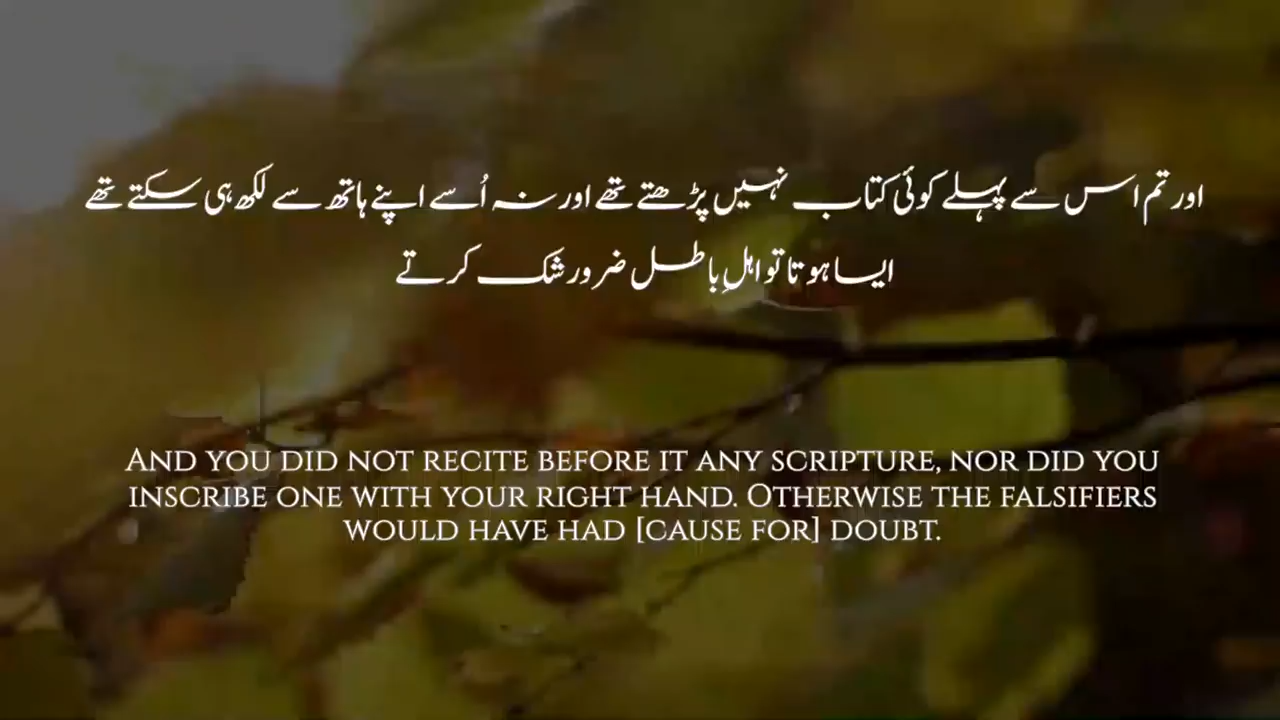 اور تم اس سے پہلے کوئی کتاب نہیں پڑھتے تھے اور نہ اُسے اپنے ہاتھ سے لکھ ہی سکتے تھے
ایسا ہوتا تو اہلِ باطل ضرور شک کرتے
And you did not recite before it any scripture, nor did you
inscribe one with your right hand. Otherwise the falsifiers
would have had [cause for] doubt.